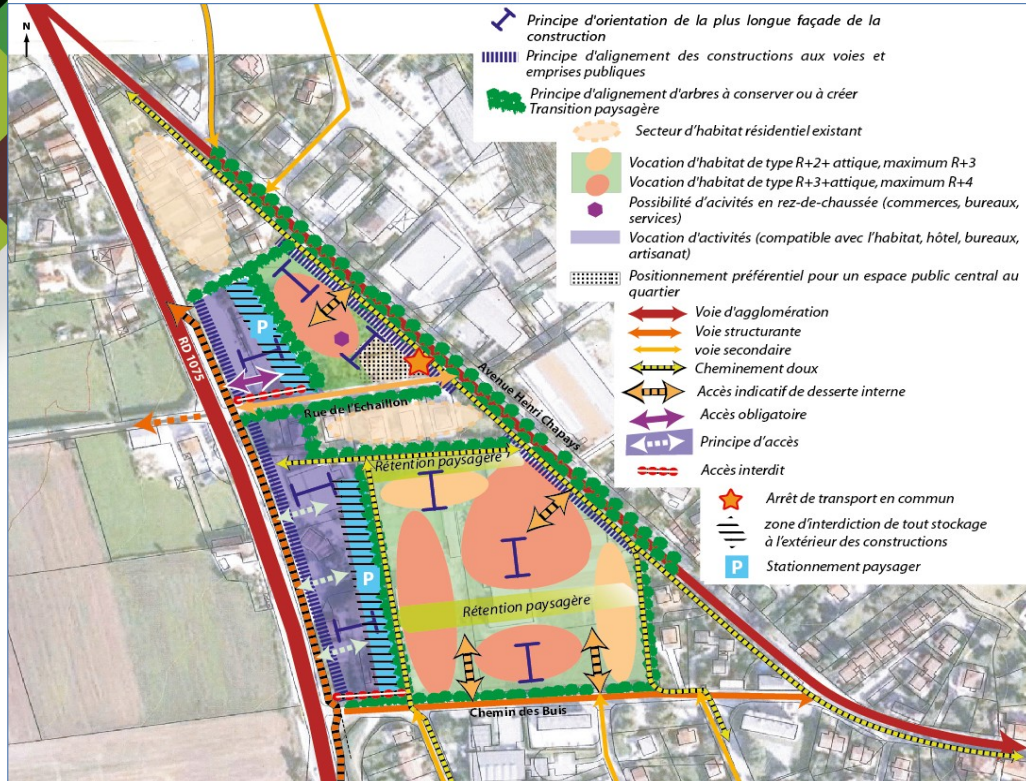 N
Principe d'orientation de la plus longue façade de la
construction
Principe d'alignement des constructions aux voies et
emprises publiques
Principe d'alignement d'arbres à conserver ou à créer
Transition paysagère
Secteur d'habitat résidentiel existant
Vocation d'habitat de type R+2+ attique, maximum R+3
Vocation d'habitat de type R+3+attique, maximum R+4
Possibilité d'acivités en rez-de-chaussée (commerces, bureaux,
services)
Vocation d'activités (compatible avec l'habitat, hôtel, bureaux,
artisanat)
Positionnement préférentiel pour un espace public central au
quartier
Voie d'agglomération
Voie structurante
voie secondaire
Cheminement doux
Accès indicatif de desserte interne
Accès obligatoire
Principe d'accès
Accès interdit
Arrêt de transport en commun
zone d'interdiction de tout stockage
à l'extérieur des constructions
P
Stationnement paysager
P
RD 1075
Avenue Henri Chapays
Rue de l'Echaillon
Rétention paysagère
P
Rétention paysagère
Chemin des Buis